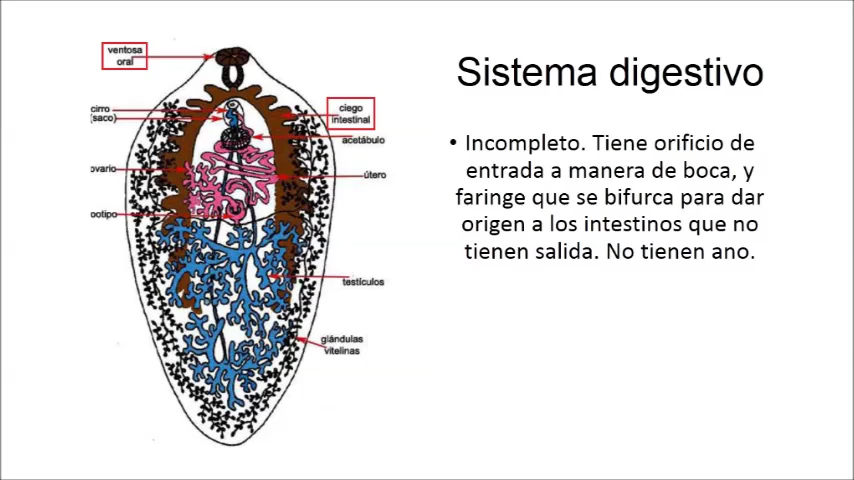 ventosa
oral
cirro
(saco)
ovario
ootipo
ciego
intestinal
acetábulo
útero
testículos
glándulas
vitelinas
Sistema digestivo
• Incompleto. Tiene orificio de
entrada a manera de boca, y
faringe que se bifurca para dar
origen a los intestinos que no
tienen salida. No tienen ano.